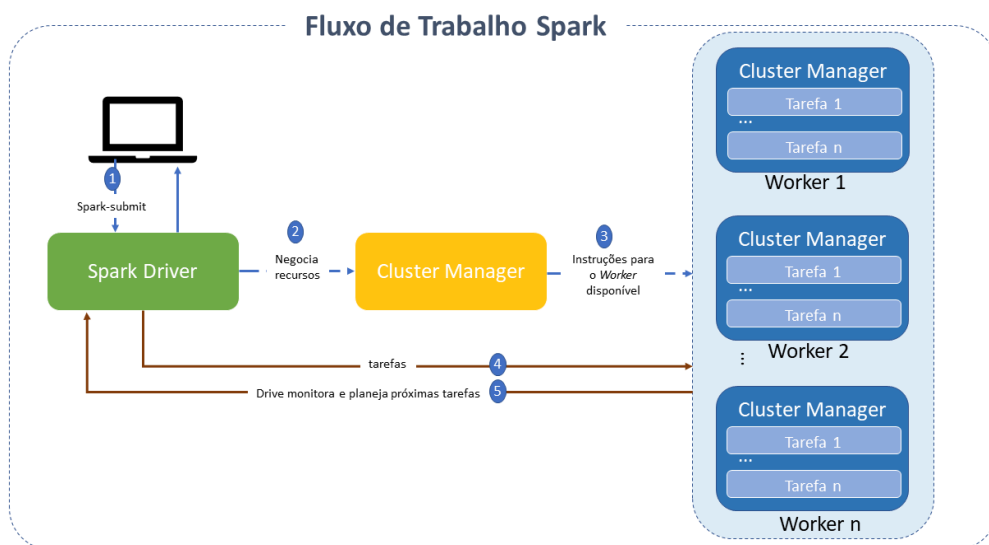 Fluxo de Trabalho Spark
1
Spark-submit
Spark Driver
2
Negocia
recursos
Cluster Manager
3
Instruções para
o Worker
disponível
tarefas
4
Drive monitora e planeja próximas tarefas
5
Cluster Manager
Tarefa 1
...
Tarefa n
Worker 1
Cluster Manager
Tarefa 1
...
Tarefa n
Worker 2
...
Cluster Manager
Tarefa 1
...
Tarefa n
Worker n